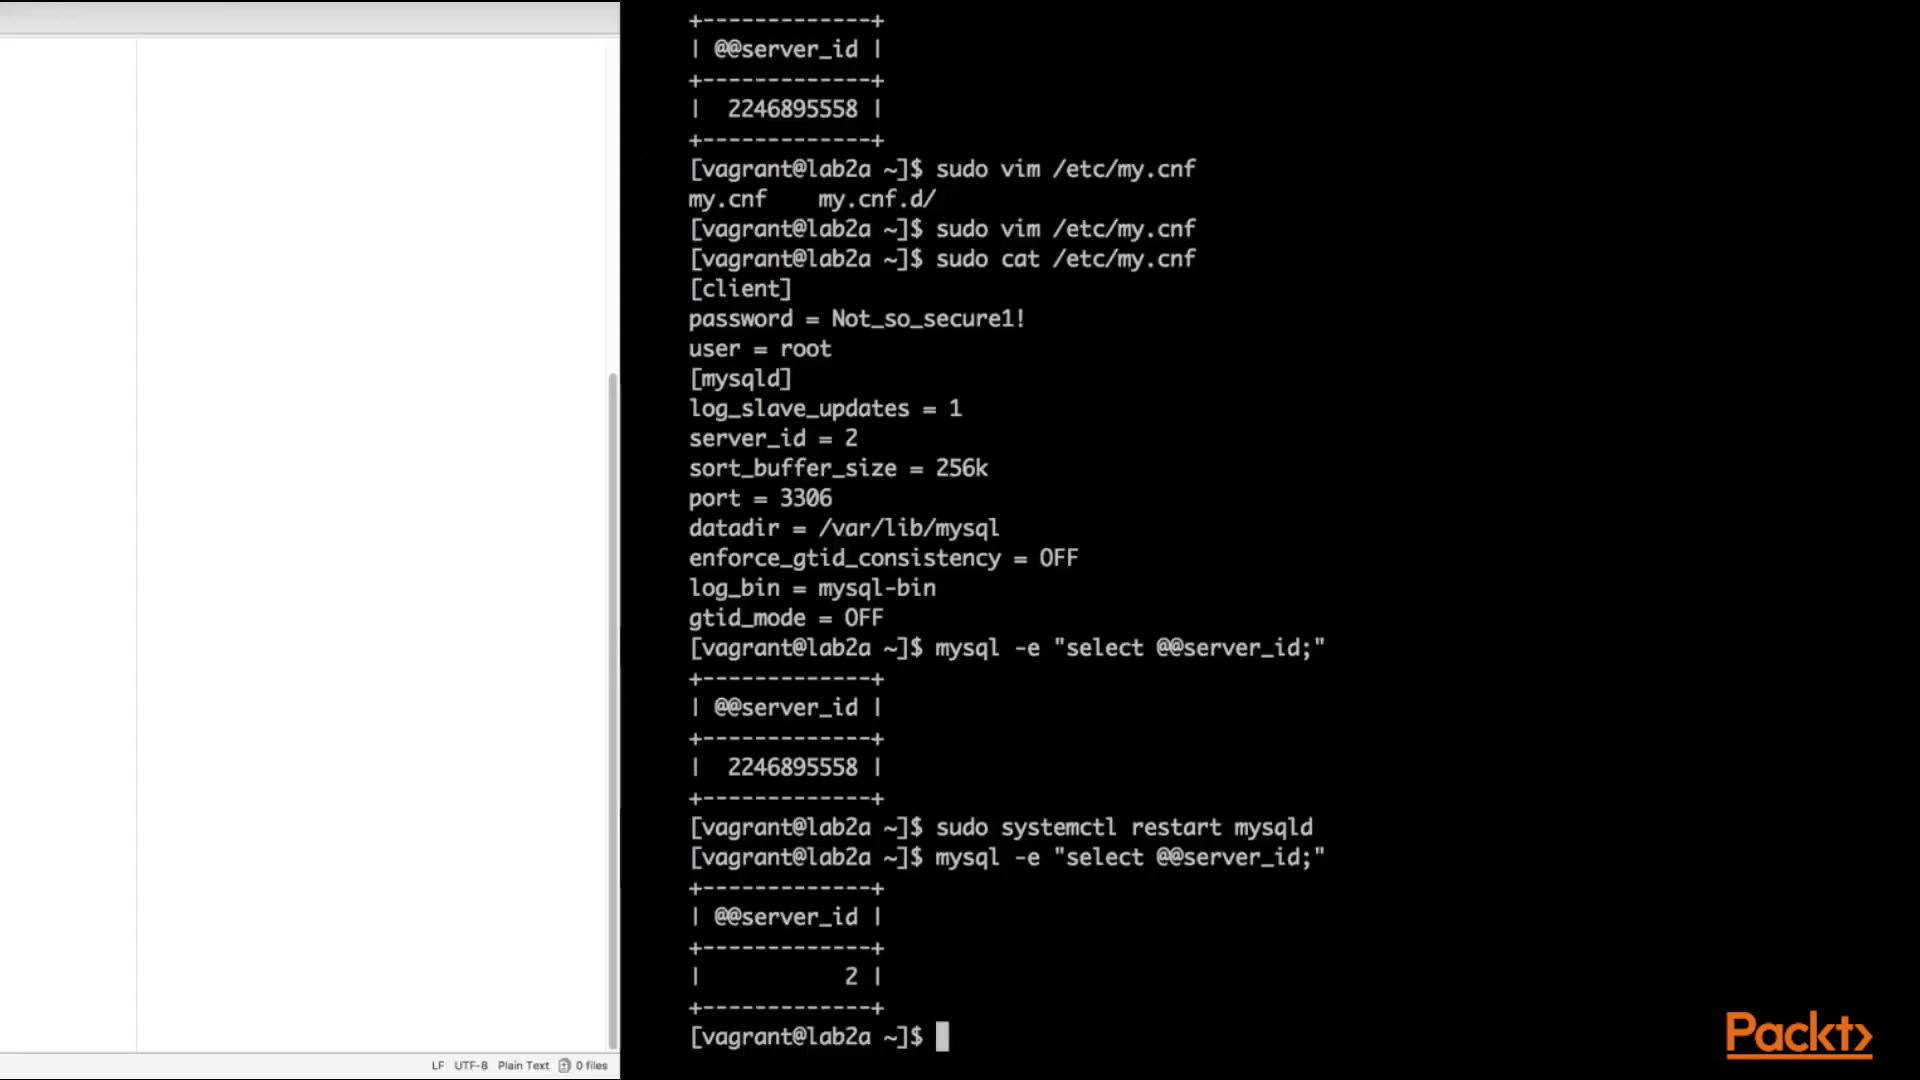 +-------------+
| @@server_id |
+-------------+
|  2246895558 |
+-------------+
[vagrant@lab2a ~]$ sudo vim /etc/my.cnf
my.cnf    my.cnf.d/
[vagrant@lab2a ~]$ sudo vim /etc/my.cnf
[vagrant@lab2a ~]$ sudo cat /etc/my.cnf
[client]
password = Not_so_secure1!
user = root
[mysqld]
log_slave_updates = 1
server_id = 2
sort_buffer_size = 256k
port = 3306
datadir = /var/lib/mysql
enforce_gtid_consistency = OFF
log_bin = mysql-bin
gtid_mode = OFF
[vagrant@lab2a ~]$ mysql -e "select @@server_id;"
+-------------+
| @@server_id |
+-------------+
|  2246895558 |
+-------------+
[vagrant@lab2a ~]$ sudo systemctl restart mysqld
[vagrant@lab2a ~]$ mysql -e "select @@server_id;"
+-------------+
| @@server_id |
+-------------+
|           2 |
+-------------+
[vagrant@lab2a ~]$
LF UTF-8 Plain Text 0 files
Packt>